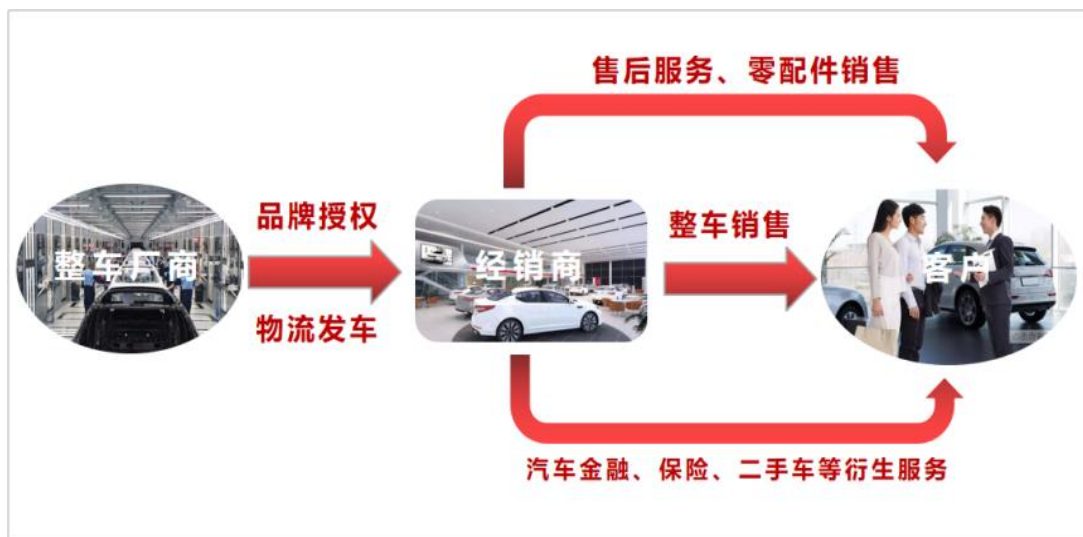 售后服务、零配件销售
品牌授权
整车销售
整车厂商
经销商
客户
物流发车
汽车金融、保险、二手车等衍生服务